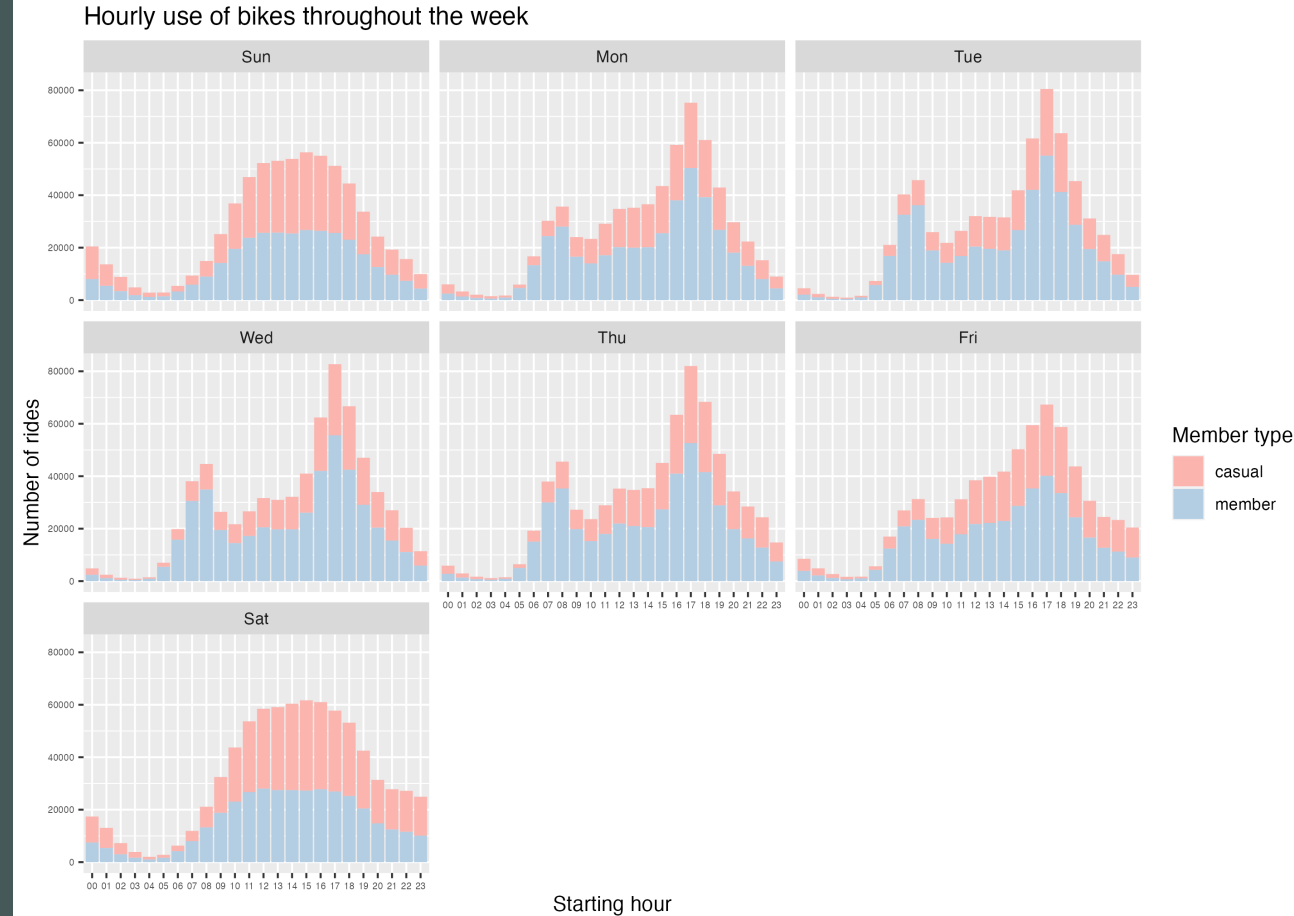 Hourly use of bikes throughout the week
Sun
Mon
Tue
80000
60000
40000
20000
0
Wed
Thu
Fri
80000
60000
40000
20000
0
00 01 02 03 04 05 06 07 08 09 10 11 12 13 14 15 16 17 18 19 20 21 22 23
00 01 02 03 04 05 06 07 08 09 10 11 12 13 14 15 16 17 18 19 20 21 22 23
Sat
80000
60000
40000
20000
0
00 01 02 03 04 05 06 07 08 09 10 11 12 13 14 15 16 17 18 19 20 21 22 23
Number of rides
Starting hour
Member type
casual
member